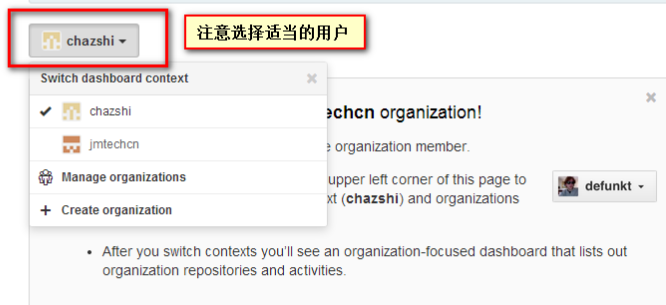 chazshi
注意选择适当的用户
Switch dashboard context
chazshi
jmtechcn
Manage organizations
Create organization
techcn organization!
e organization member.
upper left corner of this page to
xt (chazshi) and organizations
defunkt
After you switch contexts you'll see an organization-focused dashboard that lists out
organization repositories and activities.